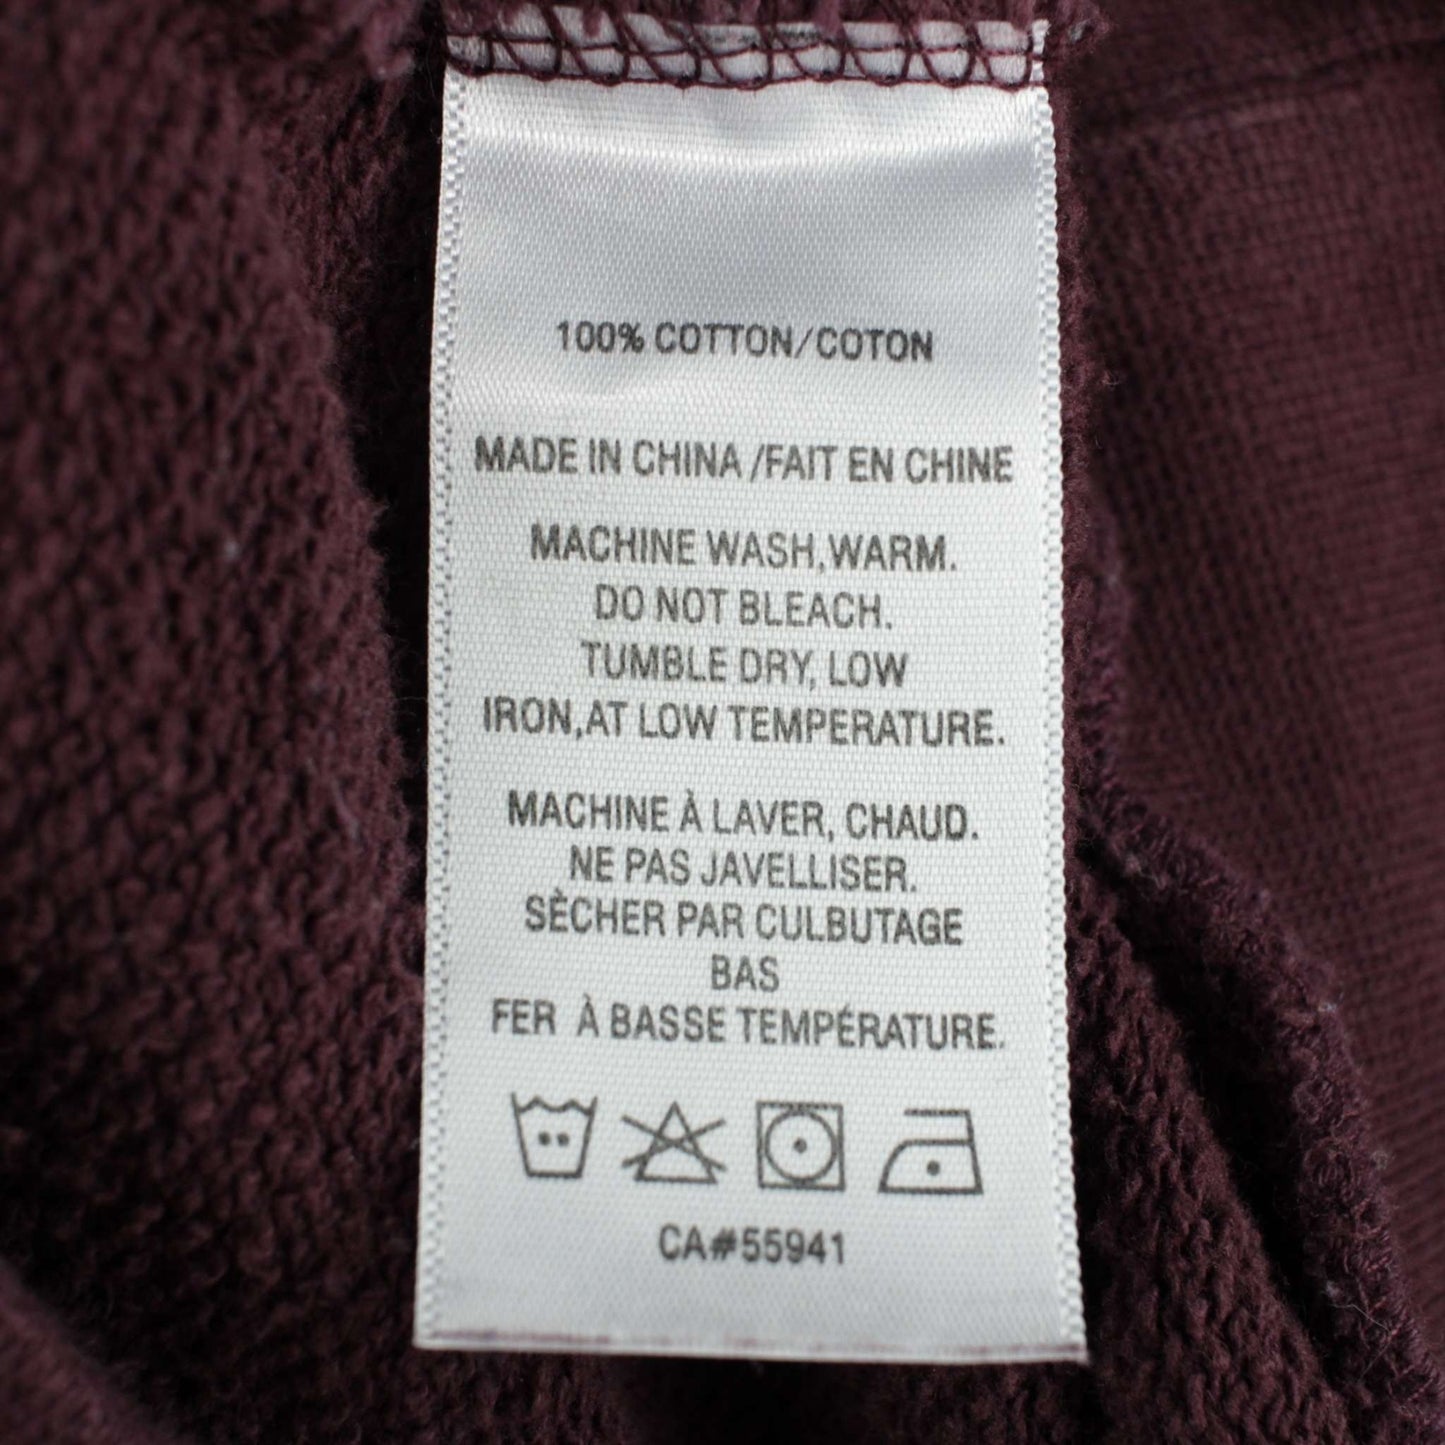 100% COTTON/COTON
MADE IN CHINA /FAIT EN CHINE
MACHINE WASH,WARM.
DO NOT BLEACH.
TUMBLE DRY, LOW
IRON,AT LOW TEMPERATURE.
MACHINE À LAVER, CHAUD.
NE PAS JAVELLISER.
SÈCHER PAR CULBUTAGE
BAS
FER À BASSE TEMPÉRATURE.
CA#55941